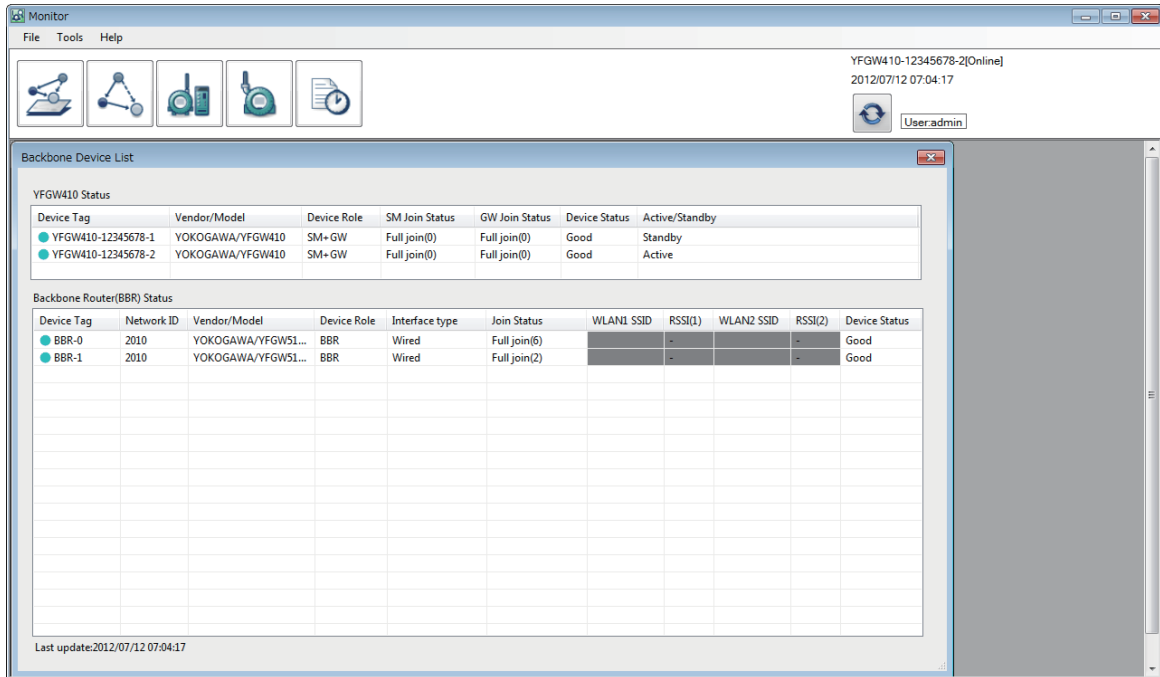 Monitor
File Tools Help
YFGW410-12345678-2[Online]
2012/07/12 07:04:17
User:admin
Backbone Device List
YFGW410 Status
Device Tag Vendor/Model Device Role SM Join Status GW Join Status Device Status Active/Standby
YFGW410-12345678-1 YOKOGAWA/YFGW410 SM+GW Full join(0) Full join(0) Good Standby
YFGW410-12345678-2 YOKOGAWA/YFGW410 SM+GW Full join(0) Full join(0) Good Active
Backbone Router(BBR) Status
Device Tag Network ID Vendor/Model Device Role Interface type Join Status WLAN1 SSID RSSI(1) WLAN2 SSID RSSI(2) Device Status
BBR-0 2010 YOKOGAWA/YFGW51... BBR Wired Full join(6) - - Good
BBR-1 2010 YOKOGAWA/YFGW51... BBR Wired Full join(2) - - Good
Last update:2012/07/12 07:04:17